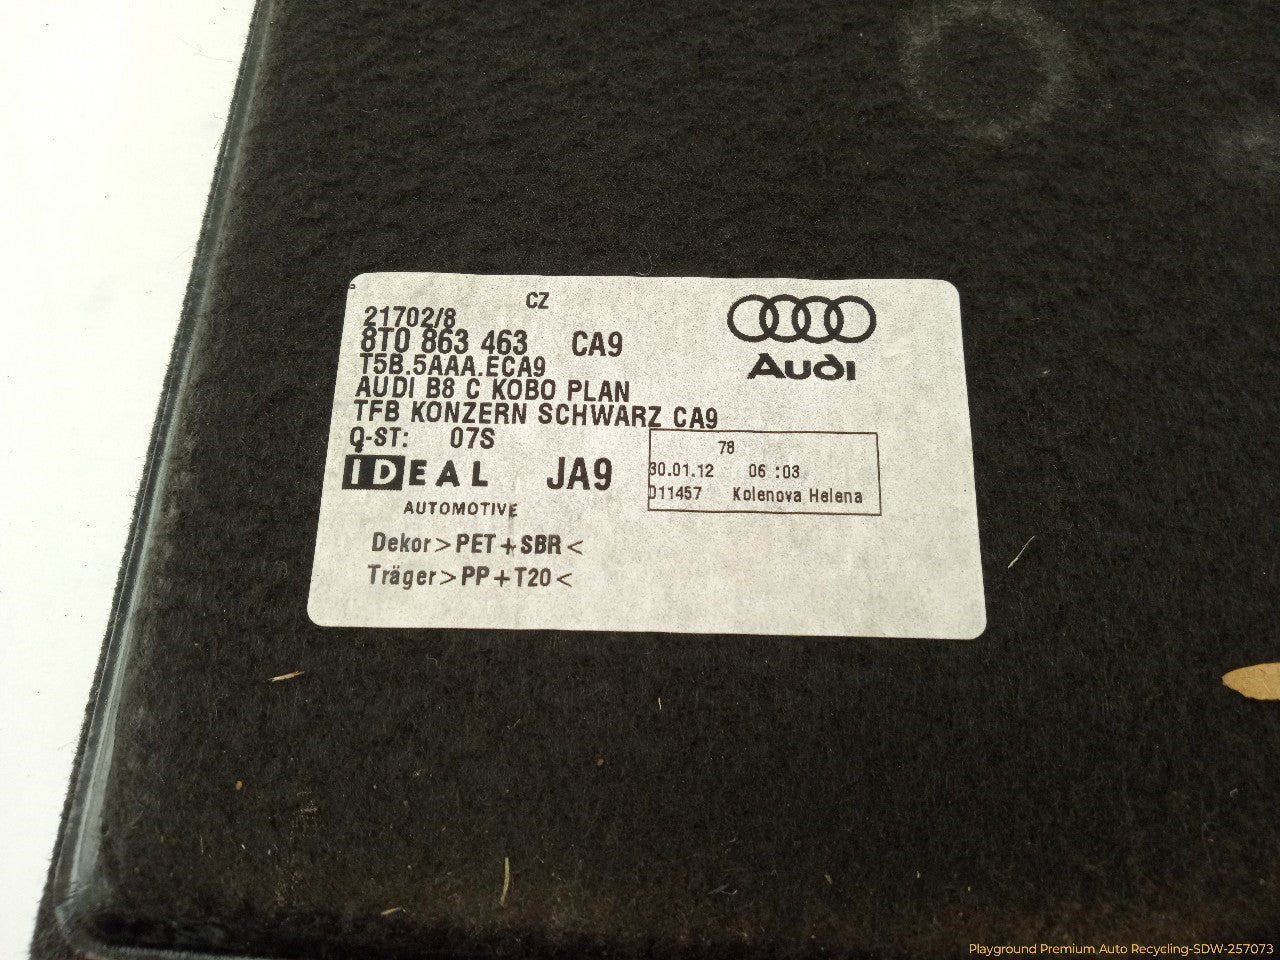 CZ
21702/8
8T0 863 463 CA9
T5B.5AAA.ECA9
AUDI B8 C KOBO PLAN
TFB KONZERN SCHWARZ CA9
Q-ST: 07S
Audi
IDEAL JA9
AUTOMOTIVE
78
30.01.12 06 :03
011457 Kolenova Helena
Dekor>PET+SBR<
Träger>PP+T20<
Playground Premium Auto Recycling-SDW-257073